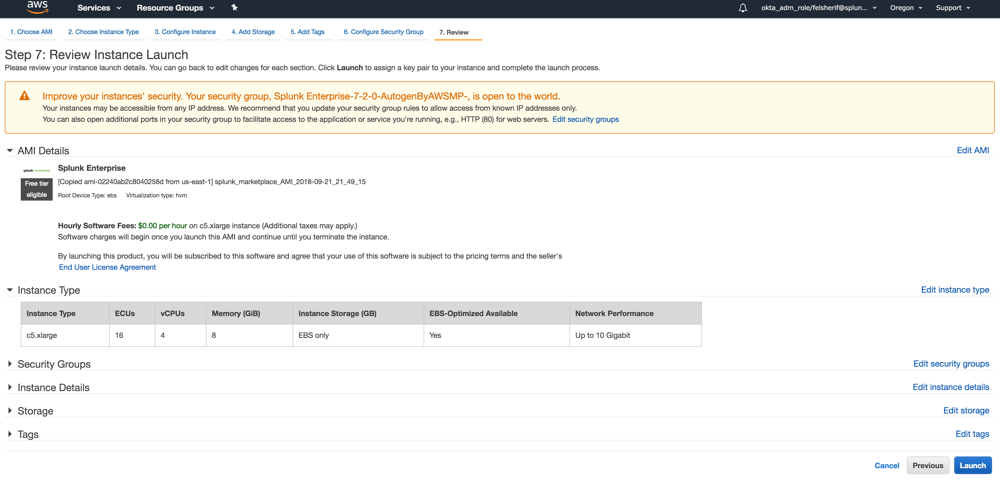 aws Services Resource Groups okta_adm_role/felsherif@splun... Oregon Support
1. Choose AMI 2. Choose Instance Type 3. Configure Instance 4. Add Storage 5. Add Tags 6. Configure Security Group 7. Review
Step 7: Review Instance Launch
Please review your instance launch details. You can go back to edit changes for each section. Click Launch to assign a key pair to your instance and complete the launch process.
Improve your instances' security. Your security group, Splunk Enterprise-7-2-0-AutogenByAWSMP-, is open to the world.
Your instances may be accessible from any IP address. We recommend that you update your security group rules to allow access from known IP addresses only.
You can also open additional ports in your security group to facilitate access to the application or service you're running, e.g., HTTP (80) for web servers. Edit security groups
AMI Details Edit AMI
splunk>enterprise Splunk Enterprise
Free tier eligible
[Copied ami-02240ab2c8040258d from us-east-1] splunk_marketplace_AMI_2018-09-21_21_49_15
Root Device Type: ebs Virtualization type: hvm
Hourly Software Fees: $0.00 per hour on c5.xlarge instance (Additional taxes may apply.)
Software charges will begin once you launch this AMI and continue until you terminate the instance.
By launching this product, you will be subscribed to this software and agree that your use of this software is subject to the pricing terms and the seller's
End User License Agreement
Instance Type Edit instance type
Instance Type ECUs vCPUs Memory (GiB) Instance Storage (GB) EBS-Optimized Available Network Performance
c5.xlarge 16 4 8 EBS only Yes Up to 10 Gigabit
Security Groups Edit security groups
Instance Details Edit instance details
Storage Edit storage
Tags Edit tags
Cancel Previous Launch